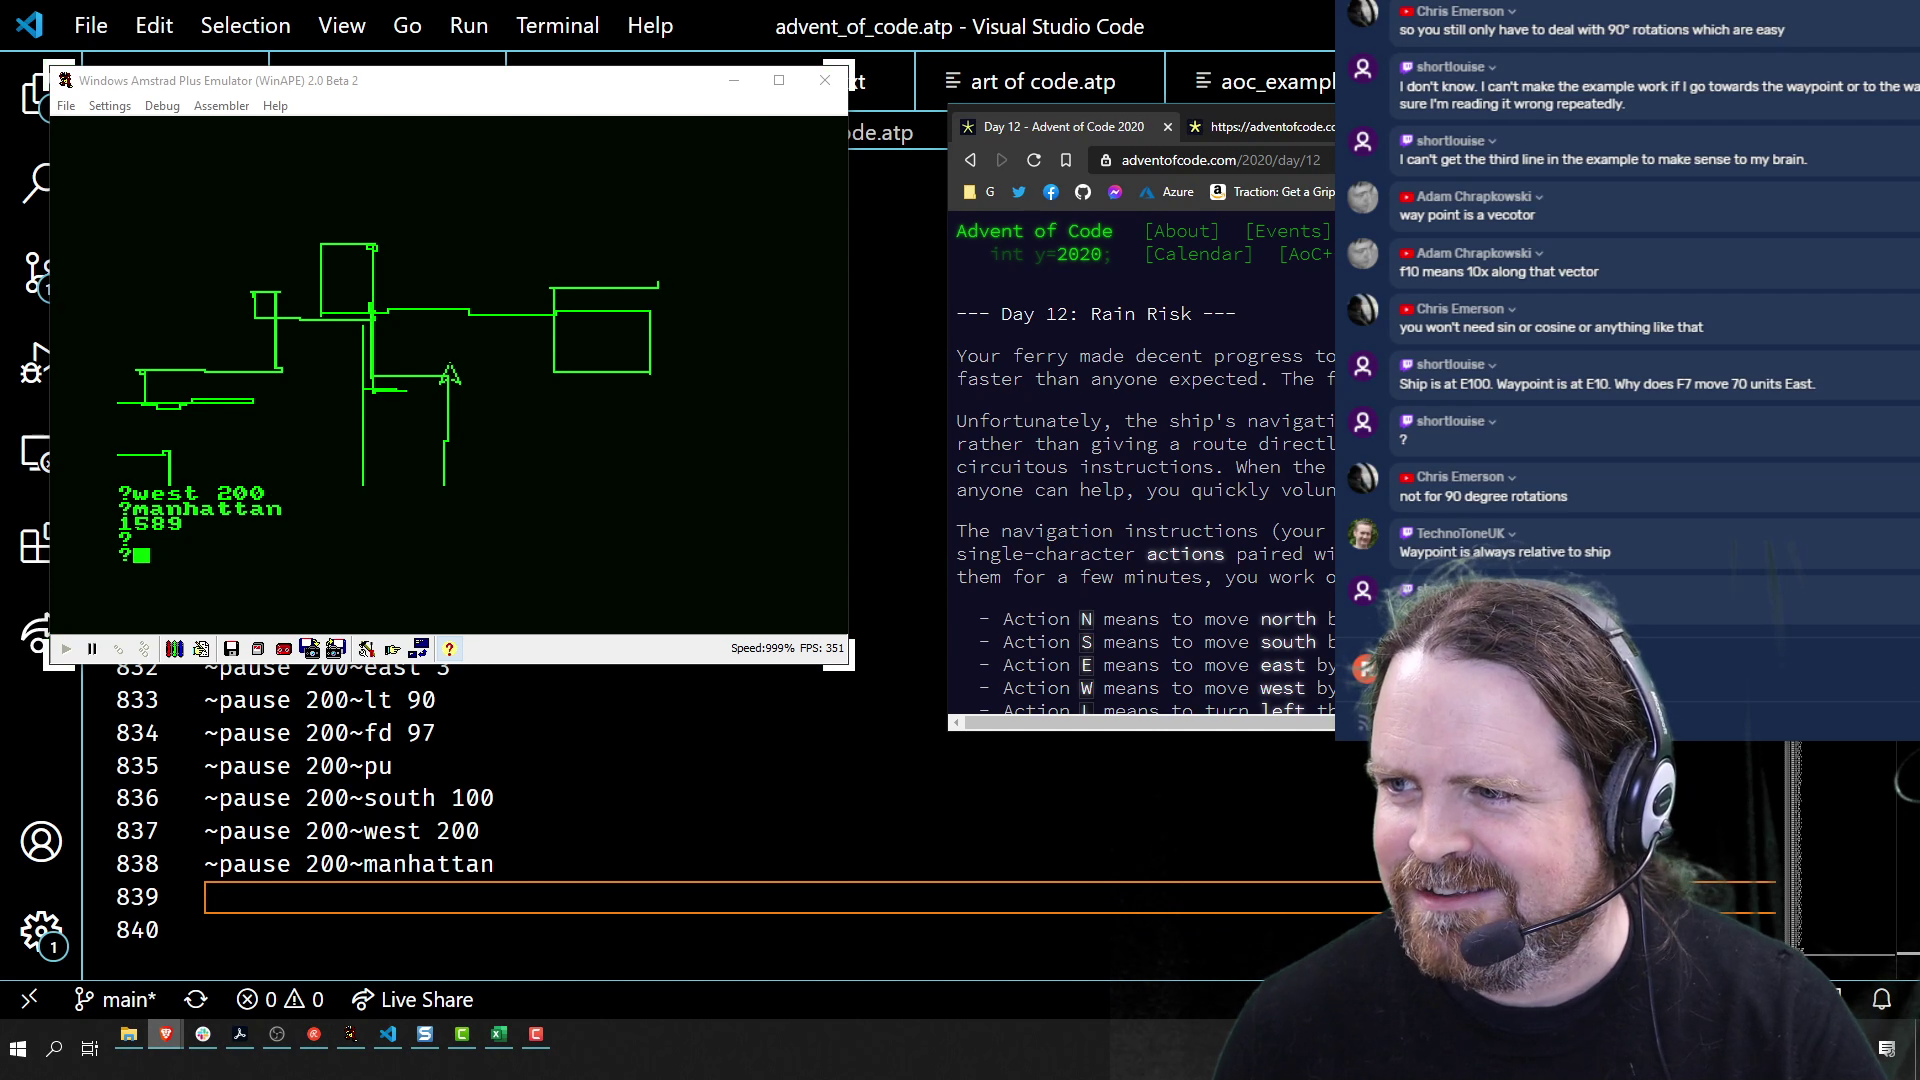 File Edit Selection View Go Run Terminal Help
advent_of_code.atp - Visual Studio Code
art of code.atp
Windows Amstrad Plus Emulator (WinAPE) 2.0 Beta 2
File Settings Debug Assembler Help
?west 200
?manhattan
1589
?
?
Speed:999% FPS: 351
832 ~pause 200~east 3
833 ~pause 200~lt 90
834 ~pause 200~fd 97
835 ~pause 200~pu
836 ~pause 200~south 100
837 ~pause 200~west 200
838 ~pause 200~manhattan
839
840
main* 0 0 Live Share
Day 12 - Advent of Code 2020
adventofcode.com/2020/day/12
G Azure Traction: Get a Grip
Advent of Code [About] [Events]
int y=2020; [Calendar] [AoC+
--- Day 12: Rain Risk ---
Your ferry made decent progress to
faster than anyone expected. The f
Unfortunately, the ship's navigati
rather than giving a route directl
circuitous instructions. When the
anyone can help, you quickly volun
The navigation instructions (your
single-character actions paired wi
them for a few minutes, you work o
- Action N means to move north b
- Action S means to move south b
- Action E means to move east by
- Action W means to move west by
- Action L means to turn left th
Chris Emerson
so you still only have to deal with 90° rotations which are easy
shortlouise
I don't know. I can't make the example work if I go towards the waypoint or to the wa
sure I'm reading it wrong repeatedly.
shortlouise
I can't get the third line in the example to make sense to my brain.
Adam Chrapkowski
way point is a vecotor
Adam Chrapkowski
f10 means 10x along that vector
Chris Emerson
you won't need sin or cosine or anything like that
shortlouise
Ship is at E100. Waypoint is at E10. Why does F7 move 70 units East.
shortlouise
?
Chris Emerson
not for 90 degree rotations
TechnoToneUK
Waypoint is always relative to ship